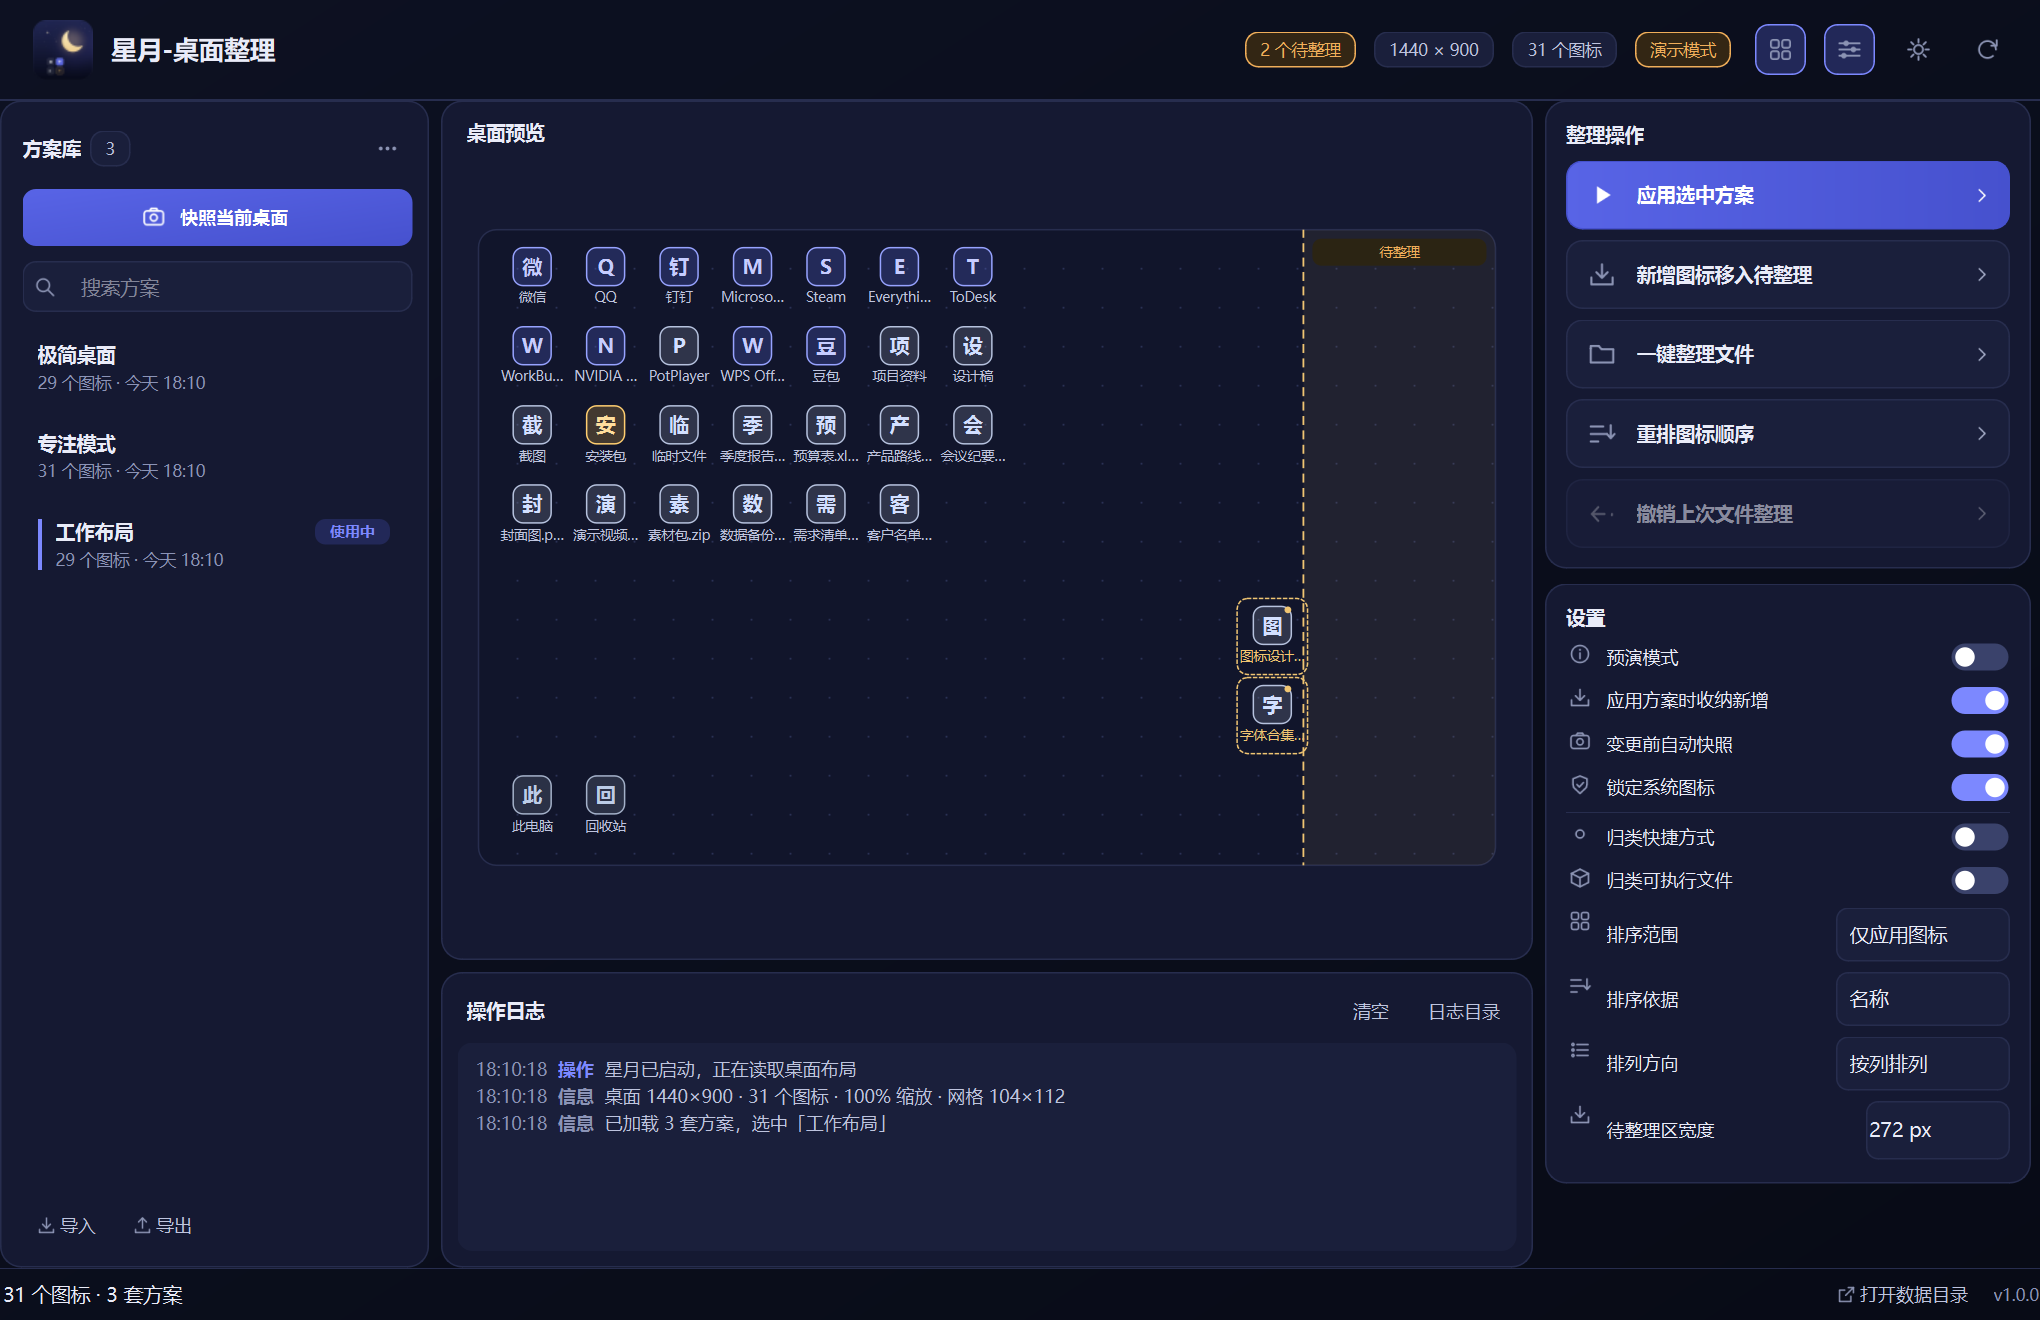 星月-桌面整理
2 个待整理
1440 × 900
31 个图标
演示模式
方案库 3
快照当前桌面
搜索方案
极简桌面
29 个图标 · 今天 18:10
专注模式
31 个图标 · 今天 18:10
工作布局 使用中
29 个图标 · 今天 18:10
导入 导出
桌面预览
待整理
微 Q 钉 M S E T
微信 QQ 钉钉 Microso... Steam Everythi... ToDesk
W N P W 豆 项 设
WorkBu... NVIDIA ... PotPlayer WPS Off... 豆包 项目资料 设计稿
截 安 临 季 预 产 会
截图 安装包 临时文件 季度报告... 预算表.xl... 产品路线... 会议纪要...
封 演 素 数 需 客
封面图.p... 演示视频... 素材包.zip 数据备份... 需求清单... 客户名单...
图
图标设计...
字
字体合集...
此 回
此电脑 回收站
操作日志 清空 日志目录
18:10:18 操作 星月已启动，正在读取桌面布局
18:10:18 信息 桌面 1440×900 · 31 个图标 · 100% 缩放 · 网格 104×112
18:10:18 信息 已加载 3 套方案，选中「工作布局」
整理操作
应用选中方案
新增图标移入待整理
一键整理文件
重排图标顺序
撤销上次文件整理
设置
预演模式
应用方案时收纳新增
变更前自动快照
锁定系统图标
归类快捷方式
归类可执行文件
排序范围 仅应用图标
排序依据 名称
排列方向 按列排列
待整理区宽度 272 px
31 个图标 · 3 套方案
打开数据目录 v1.0.0